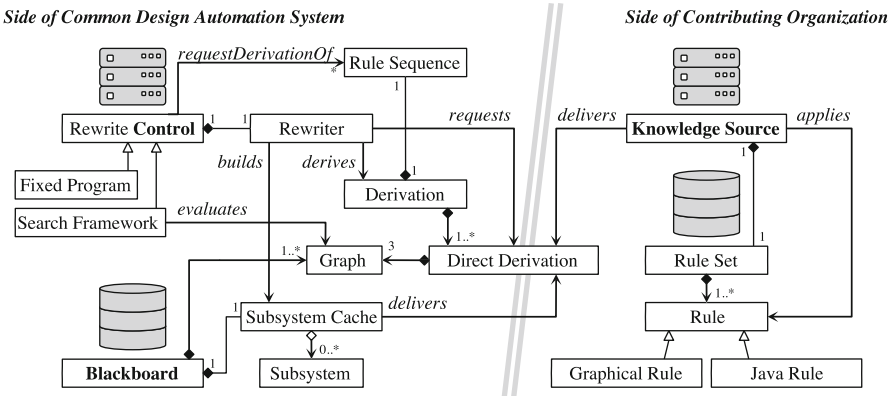 Side of Common Design Automation System
Side of Contributing Organization
requestDerivationOf
*
Rule Sequence
1
Rewrite Control
1
1
Rewriter
requests
delivers
Knowledge Source
applies
builds
derives
1
1
Fixed Program
Derivation
Search Framework
evaluates
1..*
1
1..*
Graph
3
Direct Derivation
Rule Set
1..*
1
Subsystem Cache
delivers
Rule
0..*
1
Blackboard
Subsystem
Graphical Rule
Java Rule